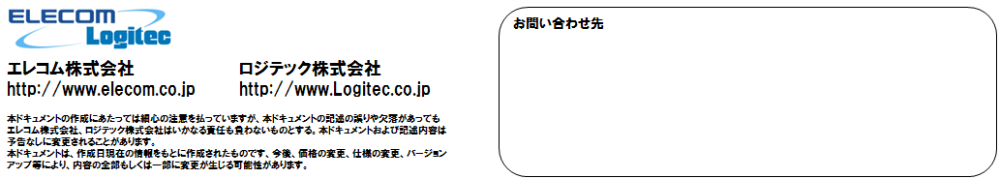 ELECOM
Logitec
エレコム株式会社
http://www.elecom.co.jp
ロジテック株式会社
http://www.Logitec.co.jp
本ドキュメントの作成にあたっては細心の注意を払っていますが、本ドキュメントの記述の誤りや欠落があっても
エレコム株式会社、ロジテック株式会社はいかなる責任も負わないものとする。本ドキュメントおよび記述内容は
予告なしに変更されることがあります。
本ドキュメントは、作成日現在の情報をもとに作成されたものです、今後、価格の変更、仕様の変更、バージョン
アップ等により、内容の全部もしくは一部に変更が生じる可能性があります。
お問い合わせ先